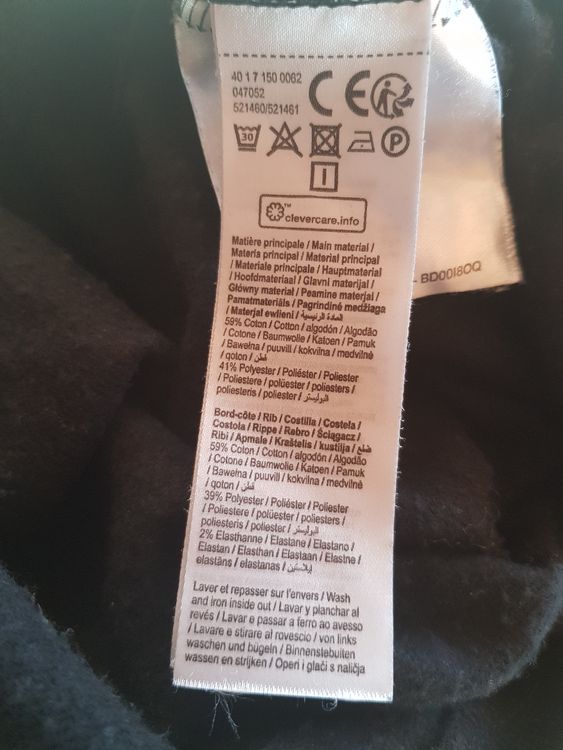 40 1 7 150 0062
047052
521460/521461
CE
30
P
I
™
clevercare.info
- BD00I8OQ
Matière principale / Main material /
Materia principal / Material principal
/ Materiale principale / Hauptmaterial
/ Hoofdmateriaal / Glavni materijal /
Główny materiał / Peamine materjal /
Pamatmateriāls / Pagrindinė medžiaga
/ Materjal ewlieni / المادة الرئيسية /
59% Coton / Cotton / algodón / Algodão
/ Cotone / Baumwolle / Katoen / Pamuk
/ Bawełna / puuvill / kokvilna / medvilnė
/ qoton / قطن /
41% Polyester / Poliéster / Poliester
/ Poliestere / polüester / poliesters /
poliesteris / poliester / البوليستر /
Bord-côte / Rib / Costilla / Costela /
Costola / Rippe / Rebro / Ściągacz /
Ribi / Apmale / Kraštelis / kustilja / ضلع /
59% Coton / Cotton / algodón / Algodão
/ Cotone / Baumwolle / Katoen / Pamuk
/ Bawełna / puuvill / kokvilna / medvilnė
/ qoton / قطن /
39% Polyester / Poliéster / Poliester
/ Poliestere / polüester / poliesters /
poliesteris / poliester / البوليستر /
2% Elasthanne / Elastane / Elastano /
Elastan / Elasthan / Elastaan / Elastne /
elastāns / elastanas / إيلاستين /
Laver et repasser sur l'envers / Wash
and iron inside out / Lavar y planchar al
revés / Lavar e passar a ferro ao avesso
/ Lavare e stirare al rovescio / von links
waschen und bügeln / Binnenstebuiten
wassen en strijken / Operi i glači s naličja